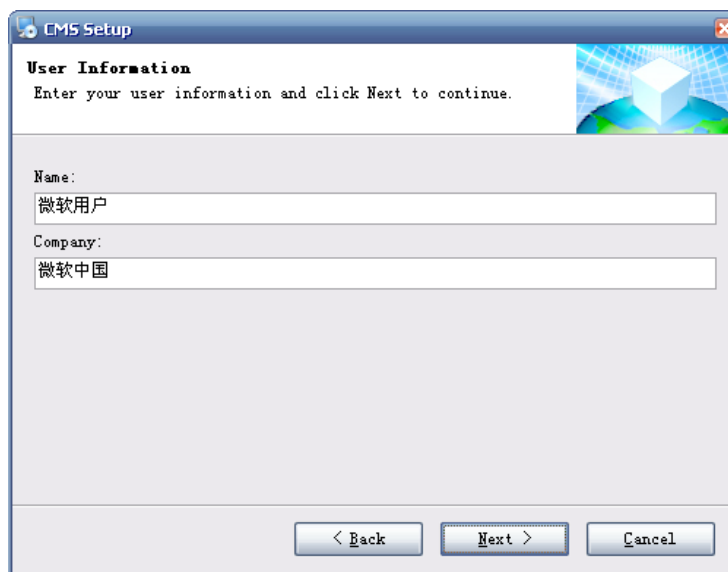 CMS Setup
User Information
Enter your user information and click Next to continue.
Name:
微软用户
Company:
微软中国
< Back
Next >
Cancel